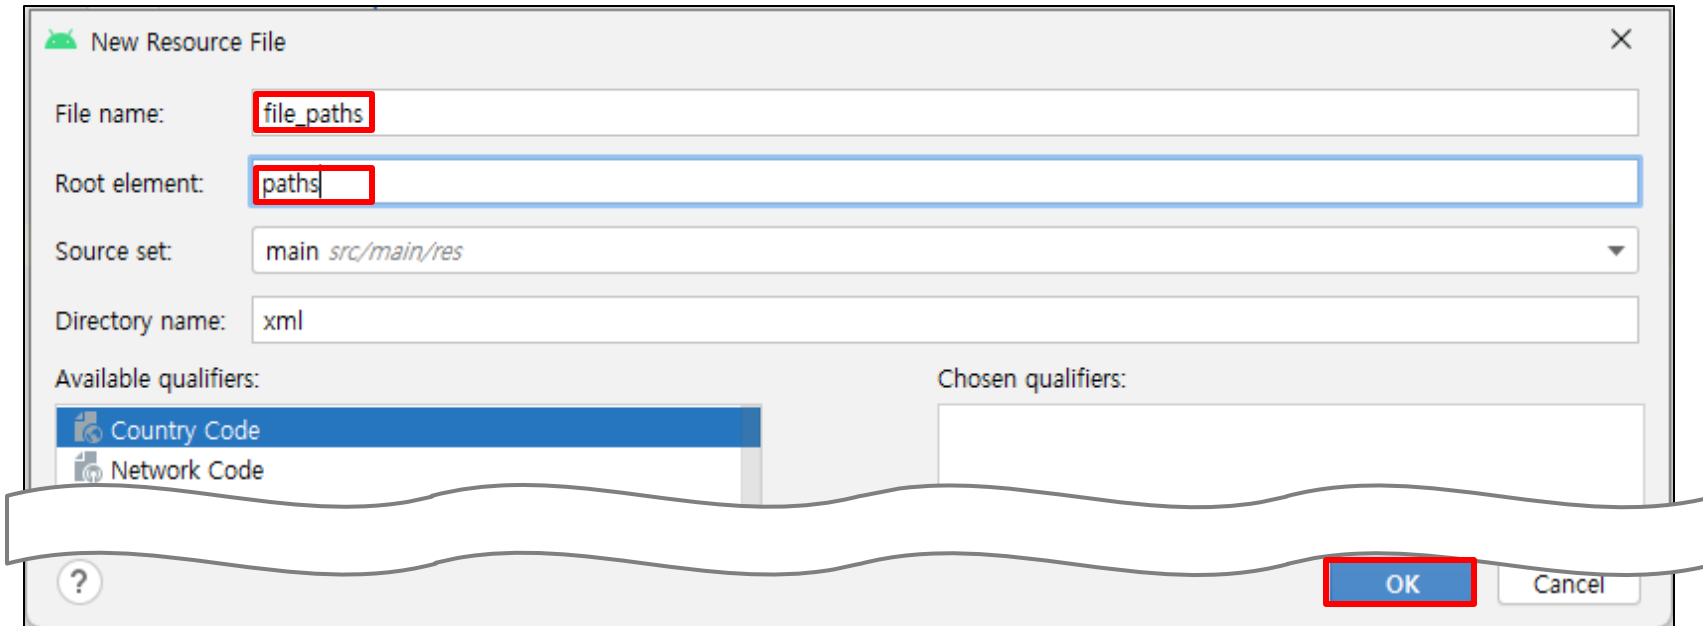 New Resource File
File name: file_paths
Root element: paths
Source set: main src/main/res
Directory name: xml
Available qualifiers: Chosen qualifiers:
Country Code
Network Code
? OK Cancel